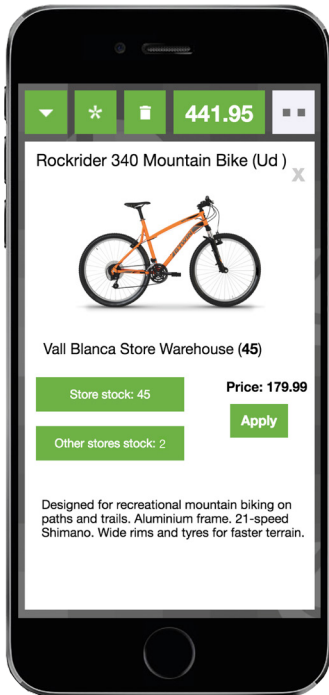 441.95
Rockrider 340 Mountain Bike (Ud )
x
Vall Blanca Store Warehouse (45)
Store stock: 45
Price: 179.99
Apply
Other stores stock: 2
Designed for recreational mountain biking on
paths and trails. Aluminium frame. 21-speed
Shimano. Wide rims and tyres for faster terrain.